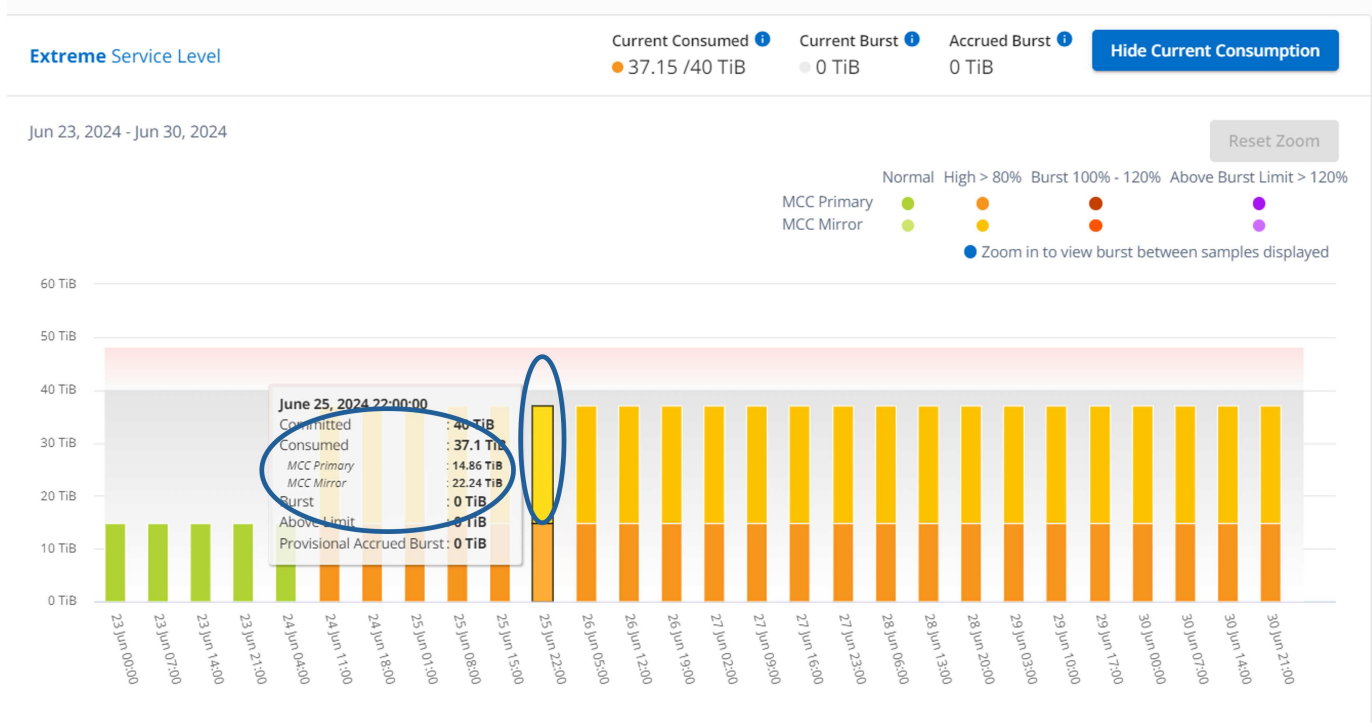 Extreme Service Level
Current Consumed
37.15 /40 TiB
Current Burst
0 TiB
Accrued Burst
0 TiB
Hide Current Consumption
Jun 23, 2024 - Jun 30, 2024
Reset Zoom
Normal High > 80% Burst 100% - 120% Above Burst Limit > 120%
MCC Primary
MCC Mirror
Zoom in to view burst between samples displayed
60 TiB
50 TiB
40 TiB
30 TiB
20 TiB
10 TiB
0 TiB
June 25, 2024 22:00:00
Committed : 40 TiB
Consumed : 37.1 TiB
MCC Primary : 14.86 TiB
MCC Mirror : 22.24 TiB
Burst : 0 TiB
Above Limit : 0 TiB
Provisional Accrued Burst : 0 TiB
23 Jun 00:00
23 Jun 07:00
23 Jun 14:00
23 Jun 21:00
24 Jun 04:00
24 Jun 11:00
24 Jun 18:00
25 Jun 01:00
25 Jun 08:00
25 Jun 15:00
25 Jun 22:00
26 Jun 05:00
26 Jun 12:00
26 Jun 19:00
27 Jun 02:00
27 Jun 09:00
27 Jun 16:00
27 Jun 23:00
28 Jun 06:00
28 Jun 13:00
28 Jun 20:00
29 Jun 03:00
29 Jun 10:00
29 Jun 17:00
30 Jun 00:00
30 Jun 07:00
30 Jun 14:00
30 Jun 21:00